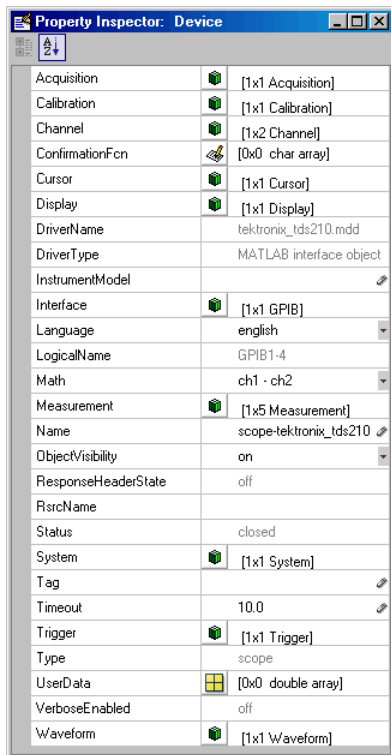 Property Inspector: Device
A
Z
Acquisition [1x1 Acquisition]
Calibration [1x1 Calibration]
Channel [1x2 Channel]
ConfirmationFcn [0x0 char array]
Cursor [1x1 Cursor]
Display [1x1 Display]
DriverName tektronix_tds210.mdd
DriverType MATLAB interface object
InstrumentModel
Interface [1x1 GPIB]
Language english
LogicalName GPIB1-4
Math ch1 - ch2
Measurement [1x5 Measurement]
Name scope-tektronix_tds210
ObjectVisibility on
ResponseHeaderState off
RsrcName
Status closed
System [1x1 System]
Tag
Timeout 10.0
Trigger [1x1 Trigger]
Type scope
UserData [0x0 double array]
VerboseEnabled off
Waveform [1x1 Waveform]